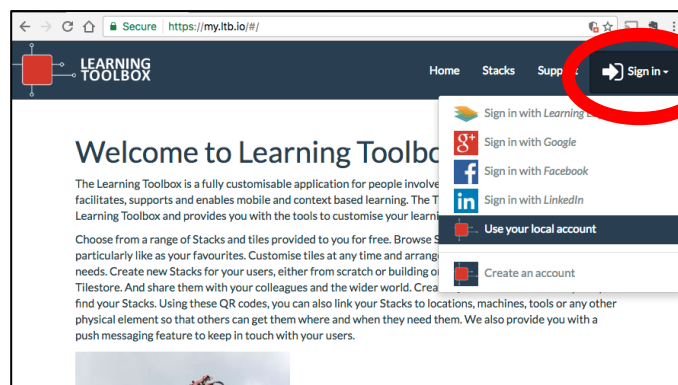 Secure https://my.ltb.io/#/
LEARNING
TOOLBOX
Home Stacks Sign in
Sign in with Learning
Sign in with Google
Sign in with Facebook
Sign in with LinkedIn
Use your local account
Create an account
Welcome to Learning
The Learning Toolbox is a fully customisable application for people
facilitates, supports and enables mobile and context based learning. The
Learning Toolbox and provides you with the tools to customise your
Choose from a range of Stacks and tiles provided to you for free. Browse
particularly like as your favourites. Customise tiles at any time and
needs. Create new Stacks for your users, either from scratch or building
Tilestore. And share them with your colleagues and the wider world.
find your Stacks. Using these QR codes, you can also link your Stacks to locations, machines, tools or any other
physical element so that others can get them where and when they need them. We also provide you with a
push messaging feature to keep in touch with your users.